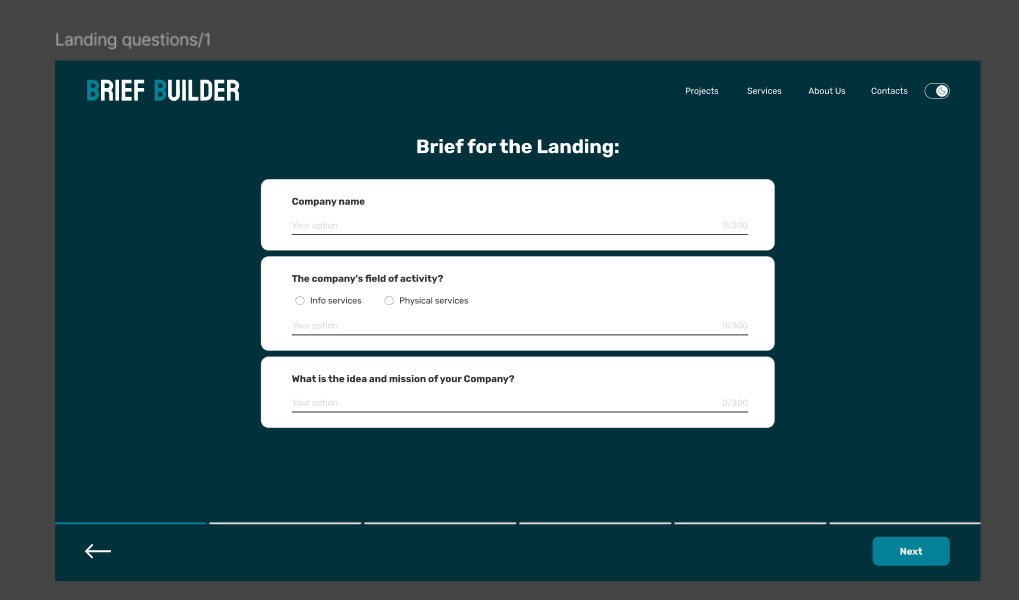 Landing questions/1
BRIEF BUILDER
Projects Services About Us Contacts
Brief for the Landing:
Company name
Your option 0/300
The company's field of activity?
Info services Physical services
Your option 0/300
What is the idea and mission of your Company?
Your option 0/300
Next